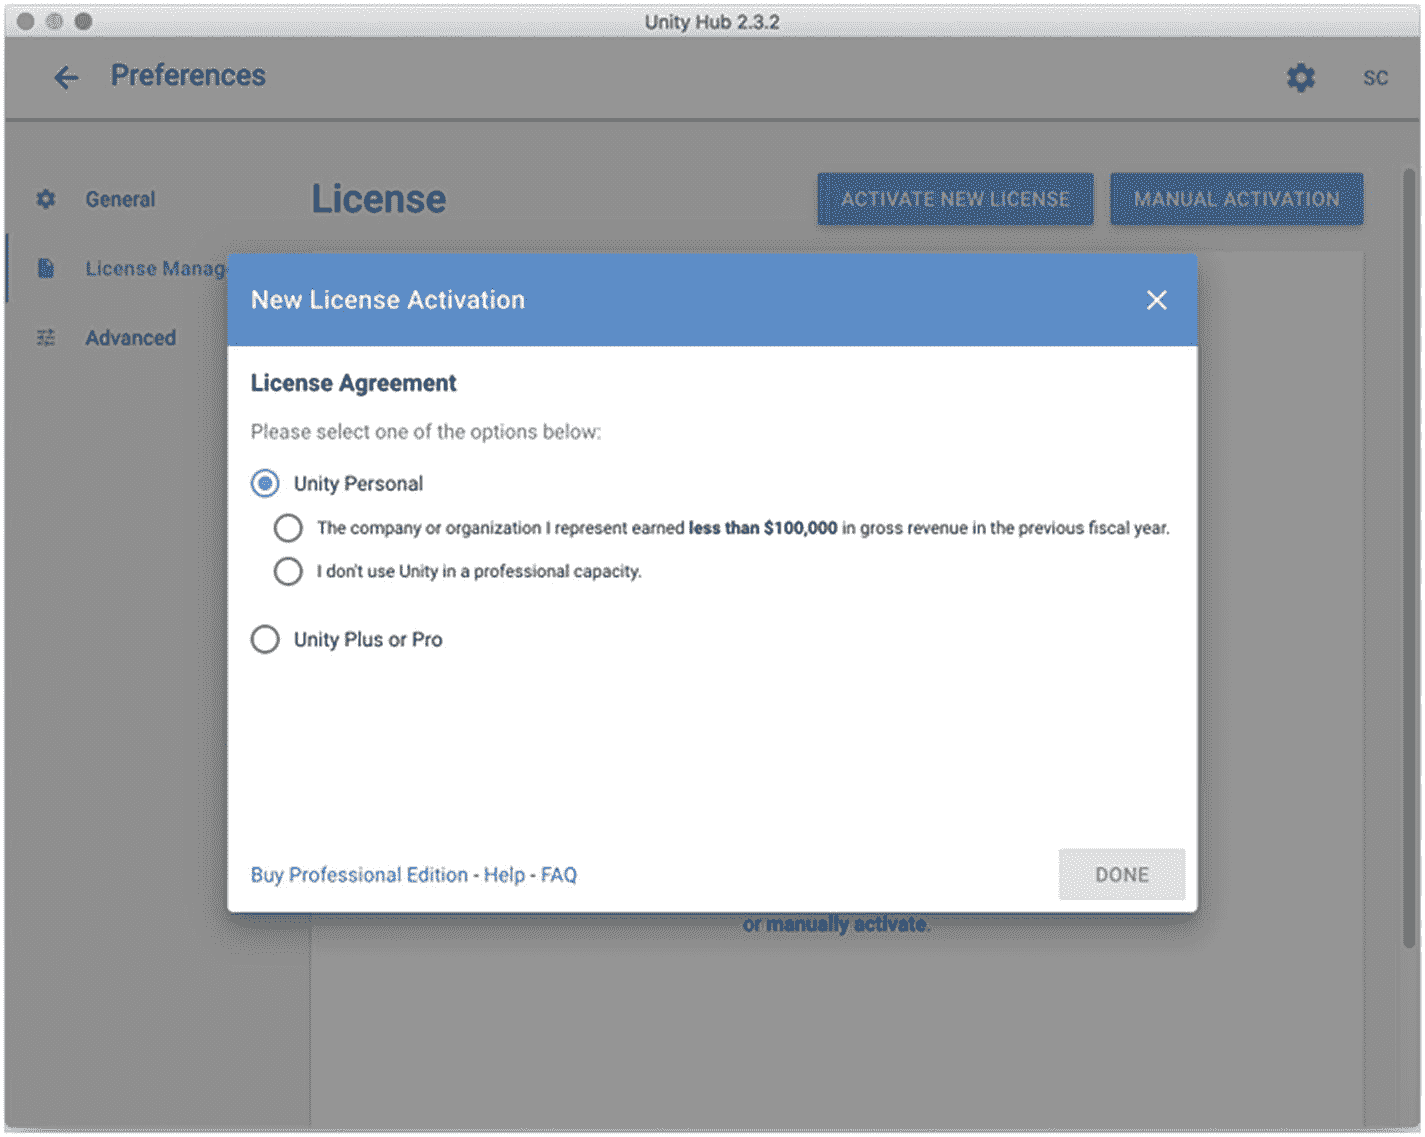 Unity Hub 2.3.2
Preferences
SC
General
License
ACTIVATE NEW LICENSE
MANUAL ACTIVATION
License Manag
Advanced
New License Activation
License Agreement
Please select one of the options below:
Unity Personal
The company or organization I represent earned less than $100,000 in gross revenue in the previous fiscal year.
I don't use Unity in a professional capacity.
Unity Plus or Pro
Buy Professional Edition - Help - FAQ
DONE
or manually activate.